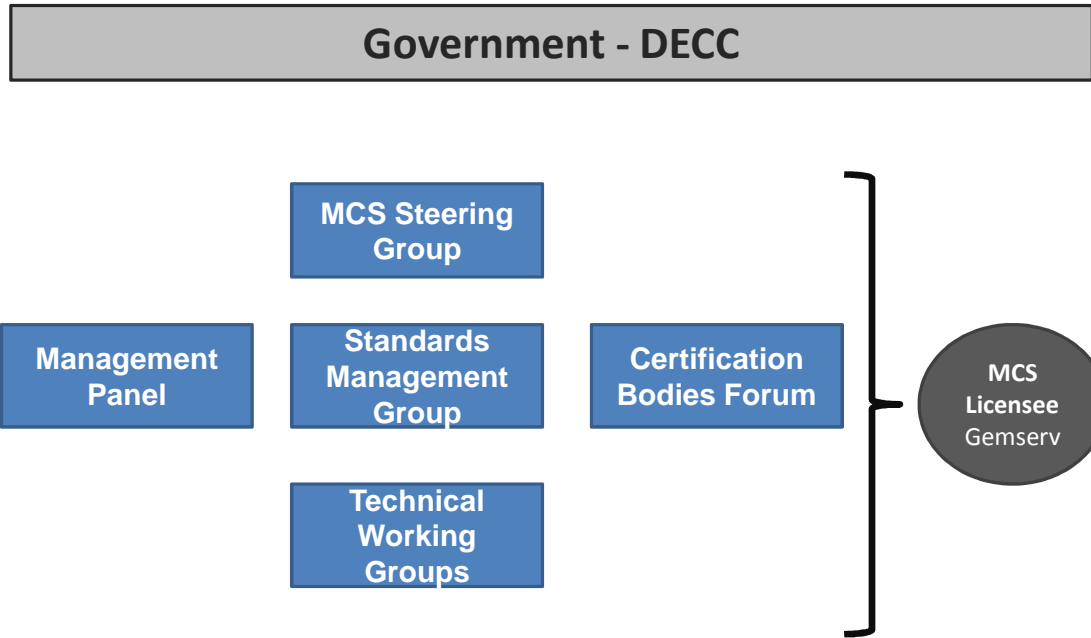 Government - DECC
MCS Steering
Group
Management
Panel
Standards
Management
Group
Certification
Bodies Forum
MCS
Licensee
Gemserv
Technical
Working
Groups